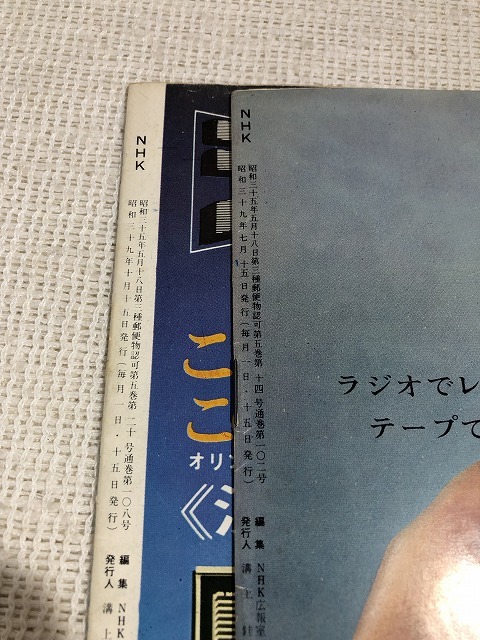 NHK
昭和三十五年五月十八日第三種郵便物認可第五巻第 十四 号通巻第一〇二号
昭和三十九年七月十五日発行(毎月一日・十五日発行)
編集 NHK広報室
発行人 溝上
ラジオでレ
テープで
NHK
昭和三十五年五月十八日第三種郵便物認可第五巻第 二十 号通巻第一〇八号
昭和三十九年十月十五日発行(毎月一日・十五日発行)
編集 NHK
発行人 溝上
こ
こ
オリン